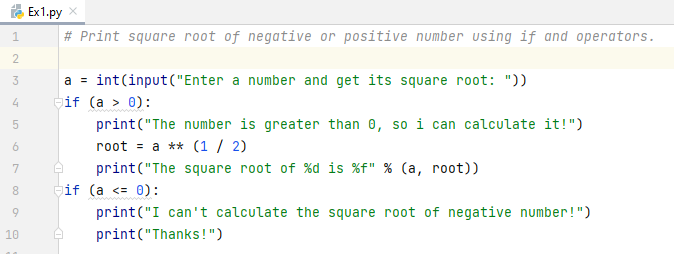 Ex1.py
1 # Print square root of negative or positive number using if and operators.
2
3 a = int(input("Enter a number and get its square root: "))
4 if (a > 0):
5     print("The number is greater than 0, so i can calculate it!")
6     root = a ** (1 / 2)
7     print("The square root of %d is %f" % (a, root))
8 if (a <= 0):
9     print("I can't calculate the square root of negative number!")
10     print("Thanks!")